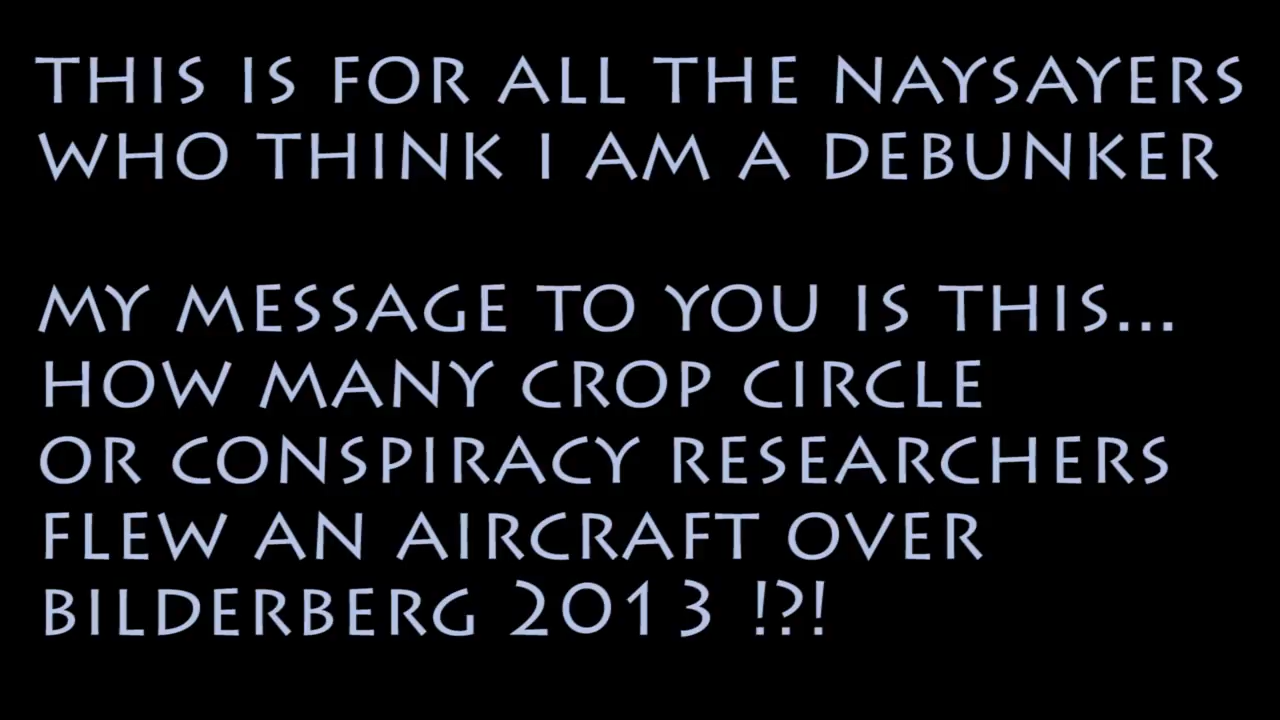 THIS IS FOR ALL THE NAYSAYERS
WHO THINK I AM A DEBUNKER
MY MESSAGE TO YOU IS THIS...
HOW MANY CROP CIRCLE
OR CONSPIRACY RESEARCHERS
FLEW AN AIRCRAFT OVER
BILDERBERG 2013 !?!